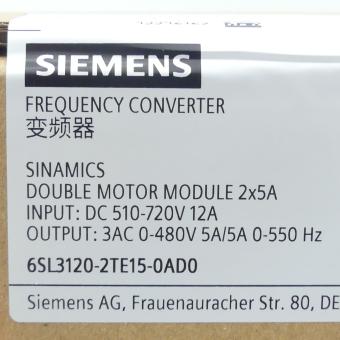 SIEMENS
FREQUENCY CONVERTER
变频器
SINAMICS
DOUBLE MOTOR MODULE 2x5A
INPUT: DC 510-720V 12A
OUTPUT: 3AC 0-480V 5A/5A 0-550 Hz
6SL3120-2TE15-0AD0
Siemens AG, Frauenauracher Str. 80, DE